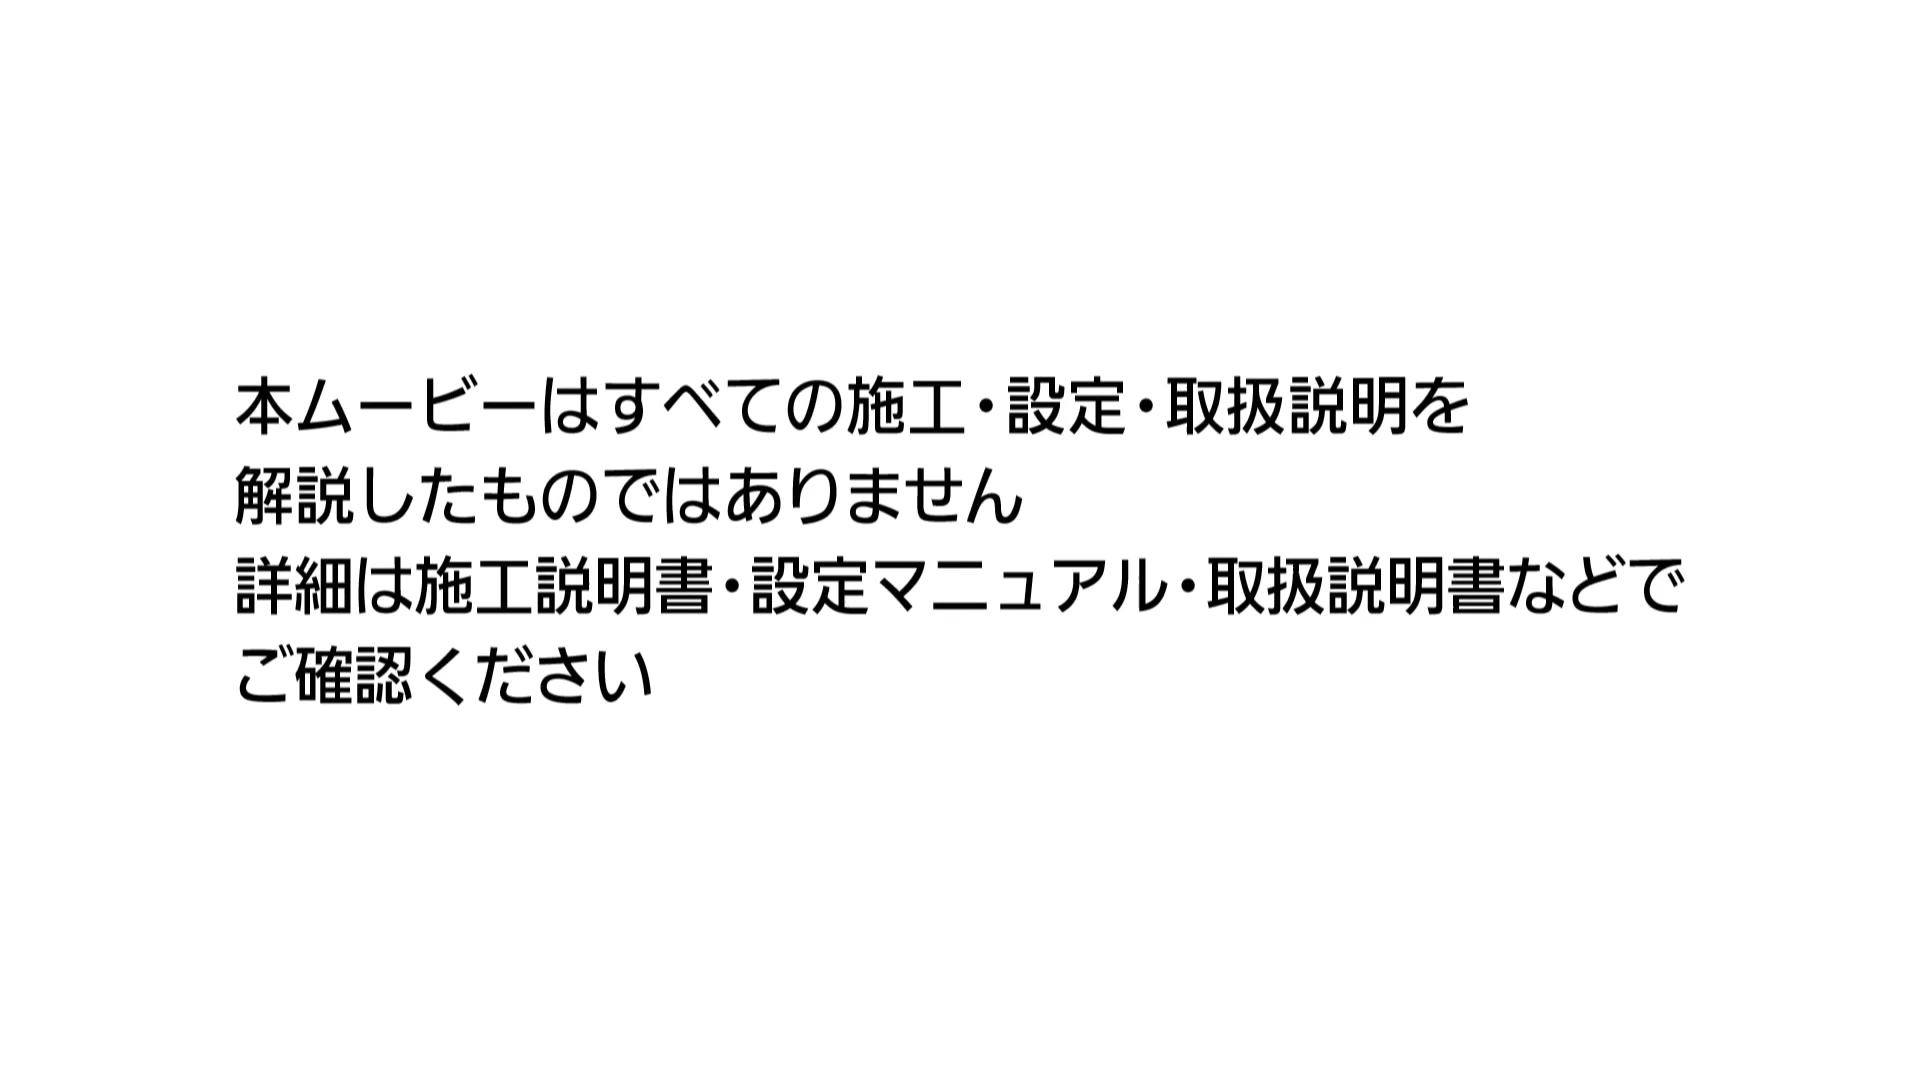 本ムービーはすべての施工・設定・取扱説明を
解説したものではありません
詳細は施工説明書・設定マニュアル・取扱説明書などで
ご確認ください